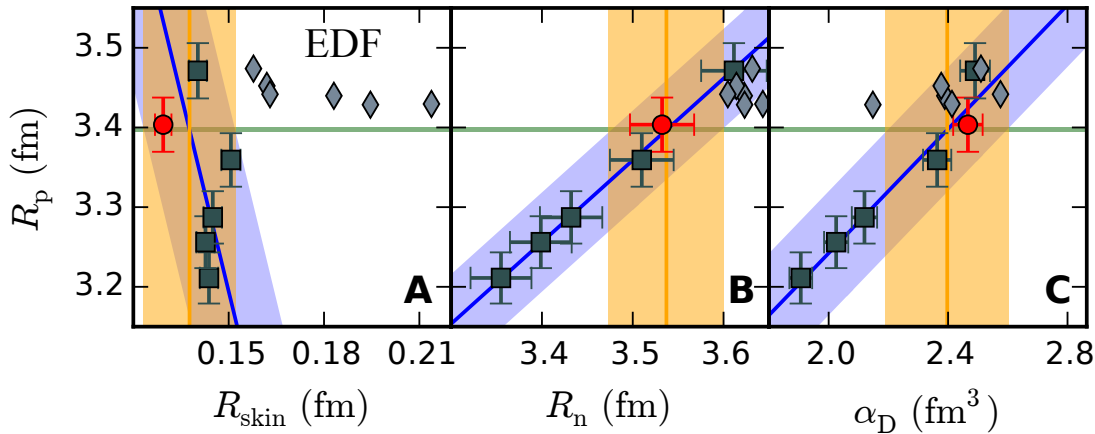 EDF
R_p (fm)
3.5
3.4
3.3
3.2
A
B
C
0.15
0.18
0.21
3.4
3.5
3.6
2.0
2.4
2.8
R_skin (fm)
R_n (fm)
α_D (fm³)